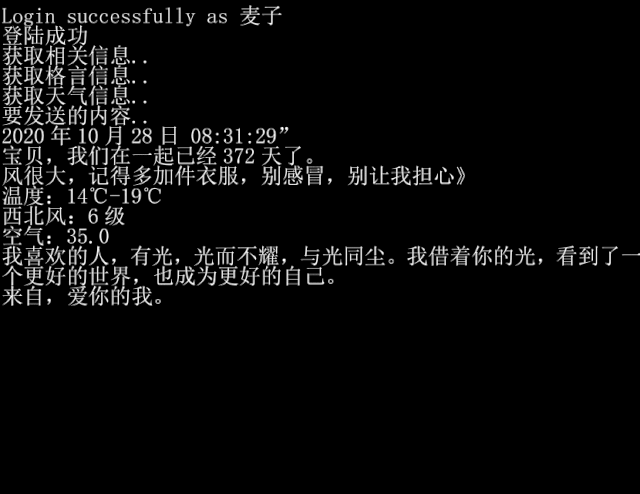 Login successfully as 麦子
登陆成功
获取相关信息..
获取格言信息..
获取天气信息..
要发送的内容..
2020 年 10 月 28 日 08:31:29”
宝贝，我们在一起已经 372 天了。
风很大，记得多加件衣服，别感冒，别让我担心》
温度：14℃-19℃
西北风：6 级
空气：35.0
我喜欢的人，有光，光而不耀，与光同尘。我借着你的光，看到了一
个更好的世界，也成为更好的自己。
来自，爱你的我。